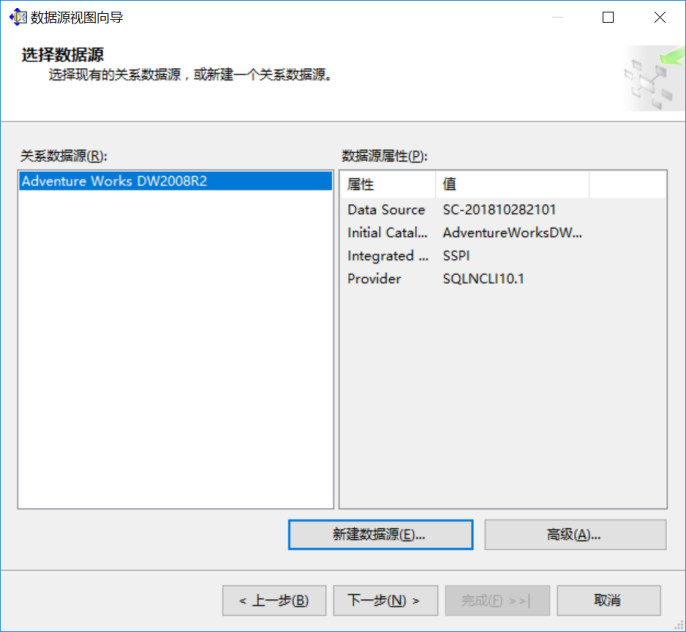 数据源视图向导
选择数据源
选择现有的关系数据源，或新建一个关系数据源。
关系数据源(R):
Adventure Works DW2008R2
数据源属性(P):
属性 值
Data Source SC-201810282101
Initial Catal... AdventureWorksDW...
Integrated ... SSPI
Provider SQLNCLI10.1
新建数据源(E)... 高级(A)...
< 上一步(B) 下一步(N) > 完成(F) >>| 取消